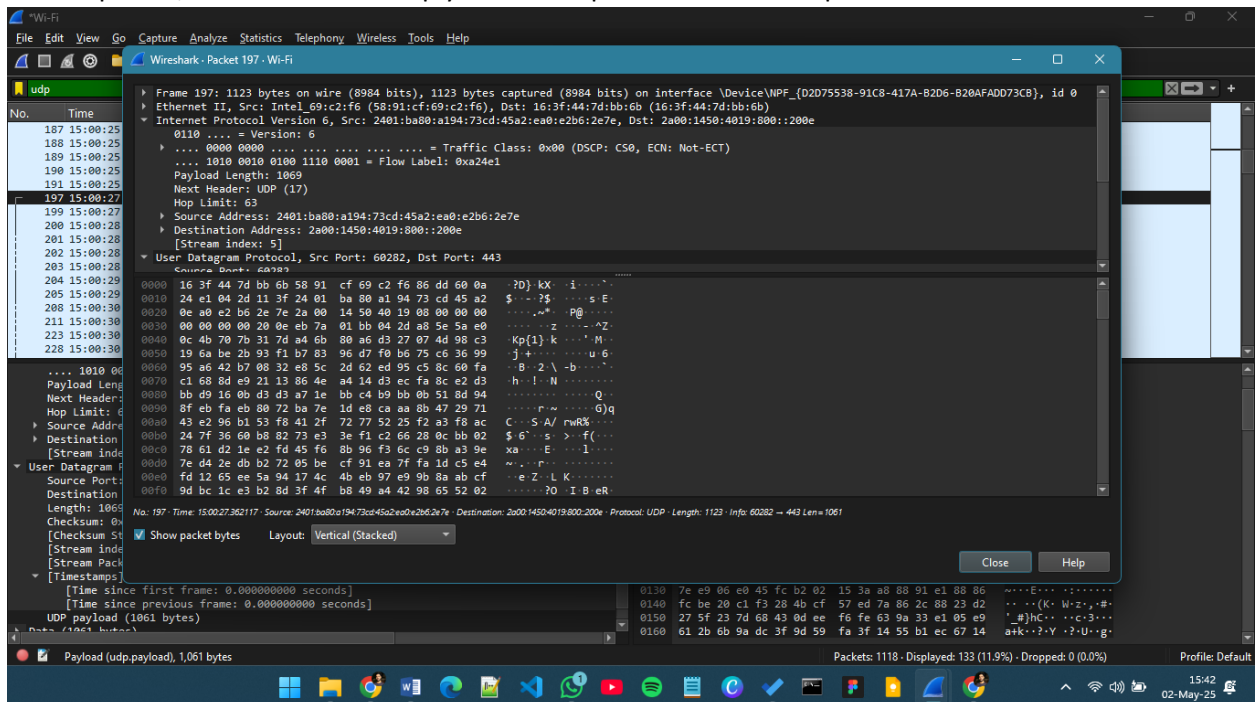 *Wi-Fi
File Edit View Go Capture Analyze Statistics Telephony Wireless Tools Help
Wireshark · Packet 197 · Wi-Fi
udp
No. Time
187 15:00:25
188 15:00:25
189 15:00:25
190 15:00:25
191 15:00:25
197 15:00:27
199 15:00:27
200 15:00:28
201 15:00:28
202 15:00:28
203 15:00:28
204 15:00:29
205 15:00:29
208 15:00:30
211 15:00:30
223 15:00:30
228 15:00:30
Frame 197: 1123 bytes on wire (8984 bits), 1123 bytes captured (8984 bits) on interface \Device\NPF_{D2D75538-91C8-417A-B2D6-B20AFADD73CB}, id 0
Ethernet II, Src: Intel_69:c2:f6 (58:91:cf:69:c2:f6), Dst: 16:3f:44:7d:bb:6b (16:3f:44:7d:bb:6b)
Internet Protocol Version 6, Src: 2401:ba80:a194:73cd:45a2:ea0:e2b6:2e7e, Dst: 2a00:1450:4019:800::200e
0110 .... = Version: 6
.... 0000 0000 .... .... .... .... .... = Traffic Class: 0x00 (DSCP: CS0, ECN: Not-ECT)
.... 1010 0010 0100 1110 0001 = Flow Label: 0xa24e1
Payload Length: 1069
Next Header: UDP (17)
Hop Limit: 63
Source Address: 2401:ba80:a194:73cd:45a2:ea0:e2b6:2e7e
Destination Address: 2a00:1450:4019:800::200e
[Stream index: 5]
User Datagram Protocol, Src Port: 60282, Dst Port: 443
Source Port: 60282
0000 16 3f 44 7d bb 6b 58 91 cf 69 c2 f6 86 dd 60 0a ·?D}·kX· ·i····`·
0010 24 e1 04 2d 11 3f 24 01 ba 80 a1 94 73 cd 45 a2 $··-·?$· ····s·E·
0020 0e a0 e2 b6 2e 7e 2a 00 14 50 40 19 08 00 00 00 ····.~*· ·P@·····
0030 00 00 00 00 20 0e eb 7a 01 bb 04 2d a8 5e 5a e0 ···· ··z ···-·^Z·
0040 0c 4b 70 7b 31 7d a4 6b 80 a6 d3 27 07 4d 98 c3 ·Kp{1}·k ···'·M··
0050 19 6a be 2b 93 f1 b7 83 96 d7 f0 b6 75 c6 36 99 ·j·+···· ····u·6·
0060 95 a6 42 b7 08 32 e8 5c 2d 62 ed 95 c5 8c 60 fa ··B··2·\ -b····`·
0070 c1 68 8d e9 21 13 86 4e a4 14 d3 ec fa 8c e2 d3 ·h··!··N ········
0080 bb d9 16 0b d3 d3 a7 1e bb c4 b9 bb 0b 51 8d 94 ········ ·····Q··
0090 8f eb fa eb 80 72 ba 7e 1d e8 ca aa 8b 47 29 71 ·····r·~ ·····G)q
00a0 43 e2 96 b1 53 f8 41 2f 72 77 52 25 f2 a3 f8 ac C···S·A/ rwR%····
00b0 24 7f 36 60 b8 82 73 e3 3e f1 c2 66 28 0c bb 02 $·6`··s· >··f(···
00c0 78 61 d2 1e e2 fd 45 f6 8b 96 f3 6c c9 8b a3 9e xa····E· ···l····
00d0 7e d4 2e db b2 72 05 be cf 91 ea 7f fa 1d c5 e4 ~·.··r·· ········
00e0 fd 12 65 ee 5a 94 17 4c 4b eb 97 e9 9b 8a ab cf ··e·Z··L K·······
00f0 9d bc 1c e3 b2 8d 3f 4f b8 49 a4 42 98 65 52 02 ······?O ·I·B·eR·
No.: 197 · Time: 15:00:27.362117 · Source: 2401:ba80:a194:73cd:45a2:ea0:e2b6:2e7e · Destination: 2a00:1450:4019:800::200e · Protocol: UDP · Length: 1123 · Info: 60282 → 443 Len=1061
Show packet bytes Layout: Vertical (Stacked)
Close Help
.... 1010 00
Payload Leng
Next Header:
Hop Limit: 6
Source Addre
Destination
[Stream inde
User Datagram P
Source Port:
Destination
Length: 1069
Checksum: 0x
[Checksum St
[Stream inde
[Stream Pack
[Timestamps]
[Time since first frame: 0.000000000 seconds]
[Time since previous frame: 0.000000000 seconds]
UDP payload (1061 bytes)
Data (1061 bytes)
0130 7e e9 06 e0 45 fc b2 02 15 3a a8 88 91 e1 88 86 ~···E··· ·:······
0140 fc be 20 c1 f3 28 4b cf 57 ed 7a 86 2c 88 23 d2 ·· ··(K· W·z·,·#·
0150 27 5f 23 7d 68 43 0d ee f6 fe 63 9a 33 e1 05 e9 '_#}hC·· ··c·3···
0160 61 2b 6b 9a dc 3f 9d 59 fa 3f 14 55 b1 ec 67 14 a+k··?·Y ·?·U··g·
Payload (udp.payload), 1,061 bytes
Packets: 1118 · Displayed: 133 (11.9%) · Dropped: 0 (0.0%)
Profile: Default
15:42
02-May-25